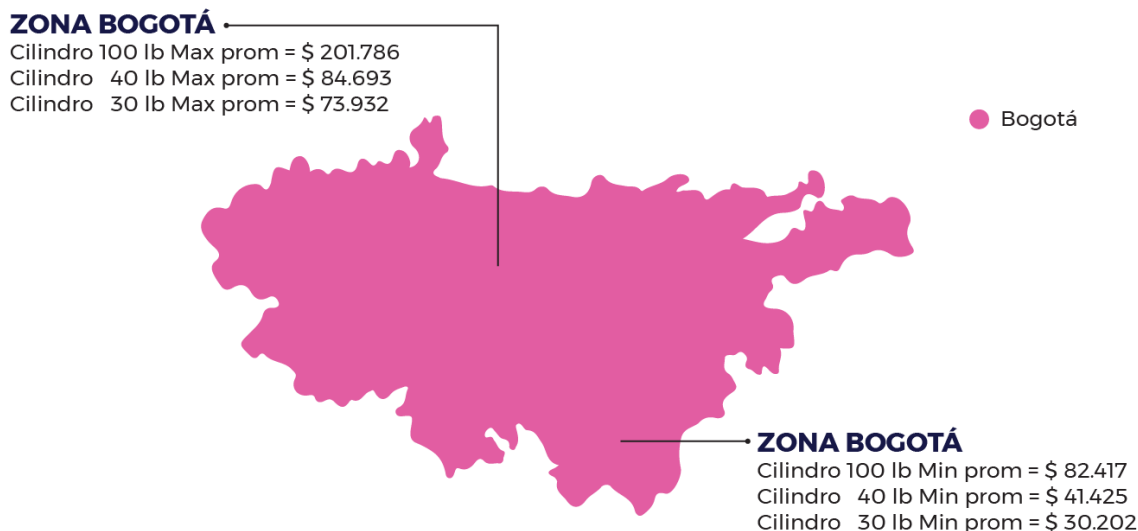 ZONA BOGOTÁ
Cilindro 100 lb Max prom = $ 201.786
Cilindro 40 lb Max prom = $ 84.693
Cilindro 30 lb Max prom = $ 73.932
Bogotá
ZONA BOGOTÁ
Cilindro 100 lb Min prom = $ 82.417
Cilindro 40 lb Min prom = $ 41.425
Cilindro 30 lb Min prom = $ 30.202